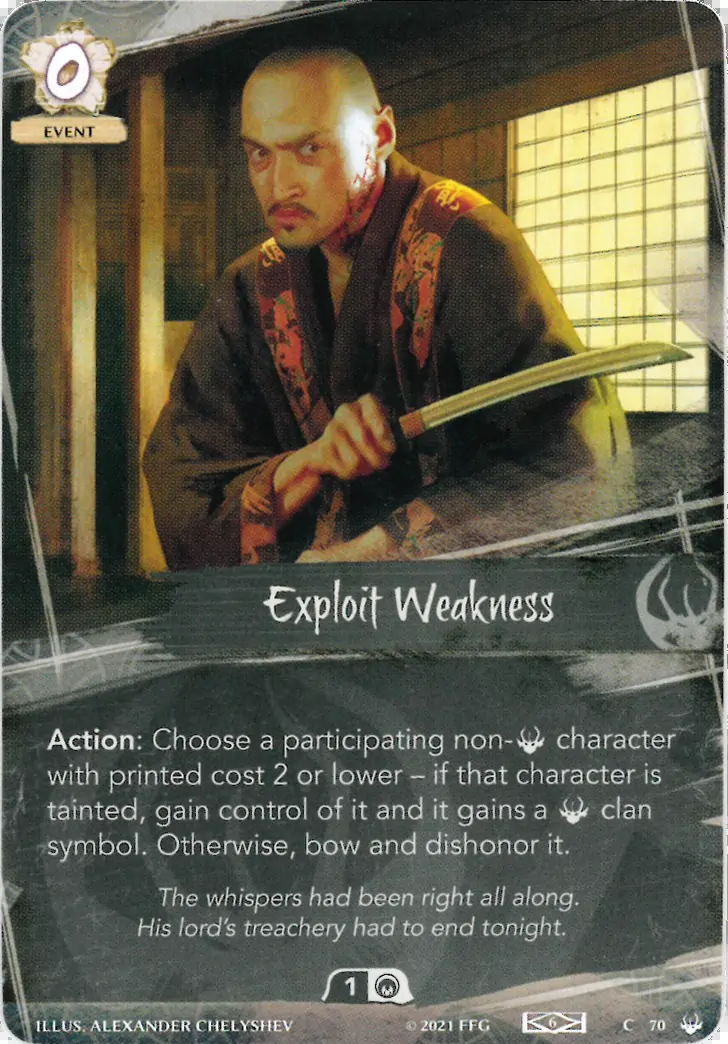 0
EVENT
Exploit Weakness
Action: Choose a participating non- character
with printed cost 2 or lower – if that character is
tainted, gain control of it and it gains a clan
symbol. Otherwise, bow and dishonor it.
The whispers had been right all along.
His lord's treachery had to end tonight.
1
ILLUS. ALEXANDER CHELYSHEV © 2021 FFG 6 C 70